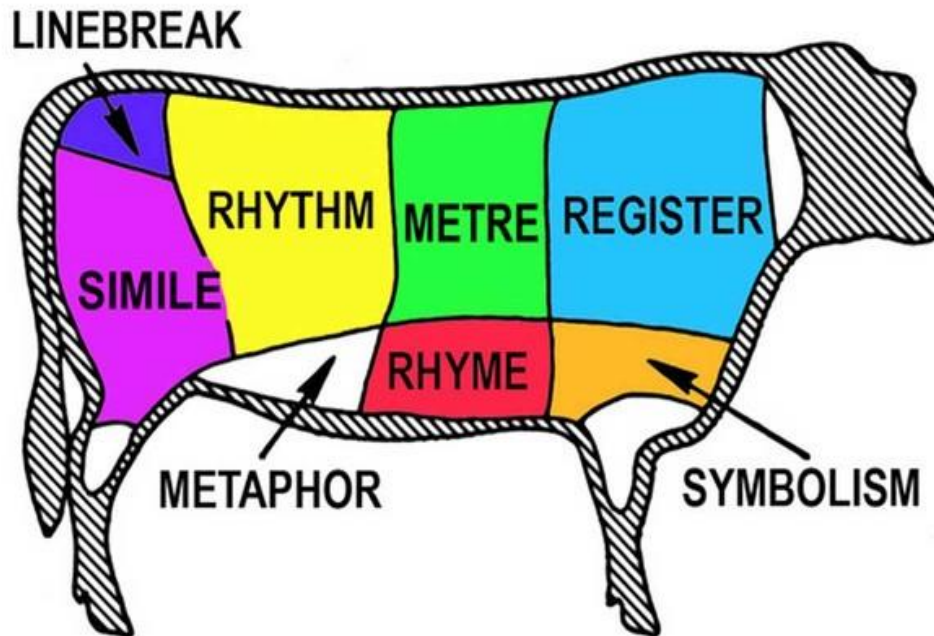 LINEBREAK
RHYTHM
METRE
REGISTER
SIMILE
RHYME
METAPHOR
SYMBOLISM